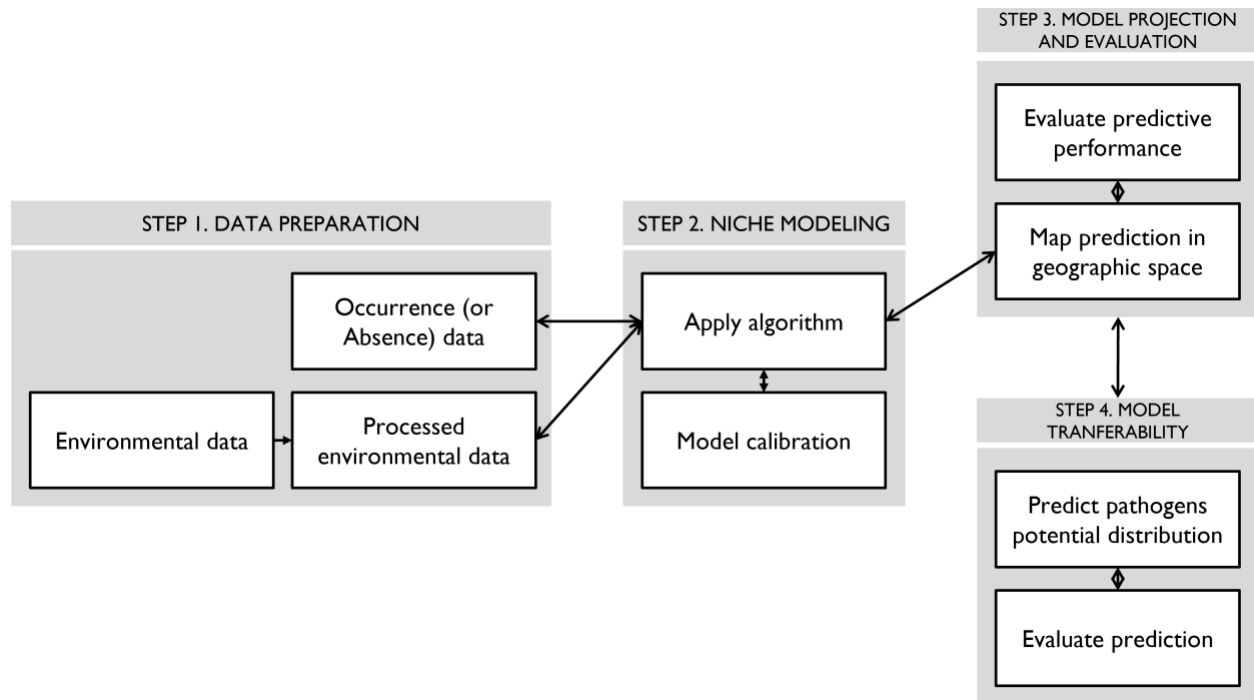 STEP 1. DATA PREPARATION
Occurrence (or
Absence) data
Environmental data
Processed
environmental data
STEP 2. NICHE MODELING
Apply algorithm
Model calibration
STEP 3. MODEL PROJECTION
AND EVALUATION
Evaluate predictive
performance
Map prediction in
geographic space
STEP 4. MODEL
TRANFERABILITY
Predict pathogens
potential distribution
Evaluate prediction